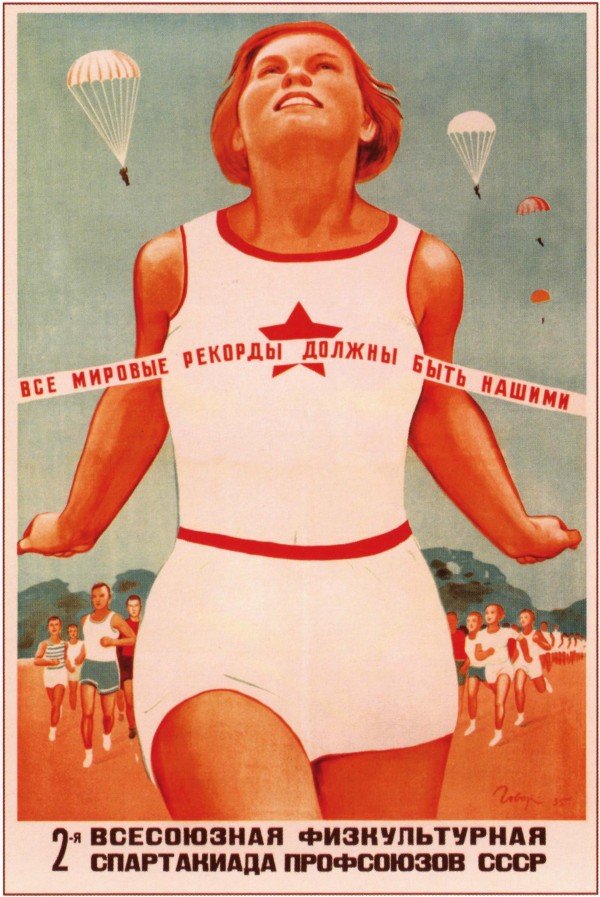 ВСЕ МИРОВЫЕ РЕКОРДЫ ДОЛЖНЫ БЫТЬ НАШИМИ
2-я ВСЕСОЮЗНАЯ ФИЗКУЛЬТУРНАЯ
СПАРТАКИАДА ПРОФСОЮЗОВ СССР